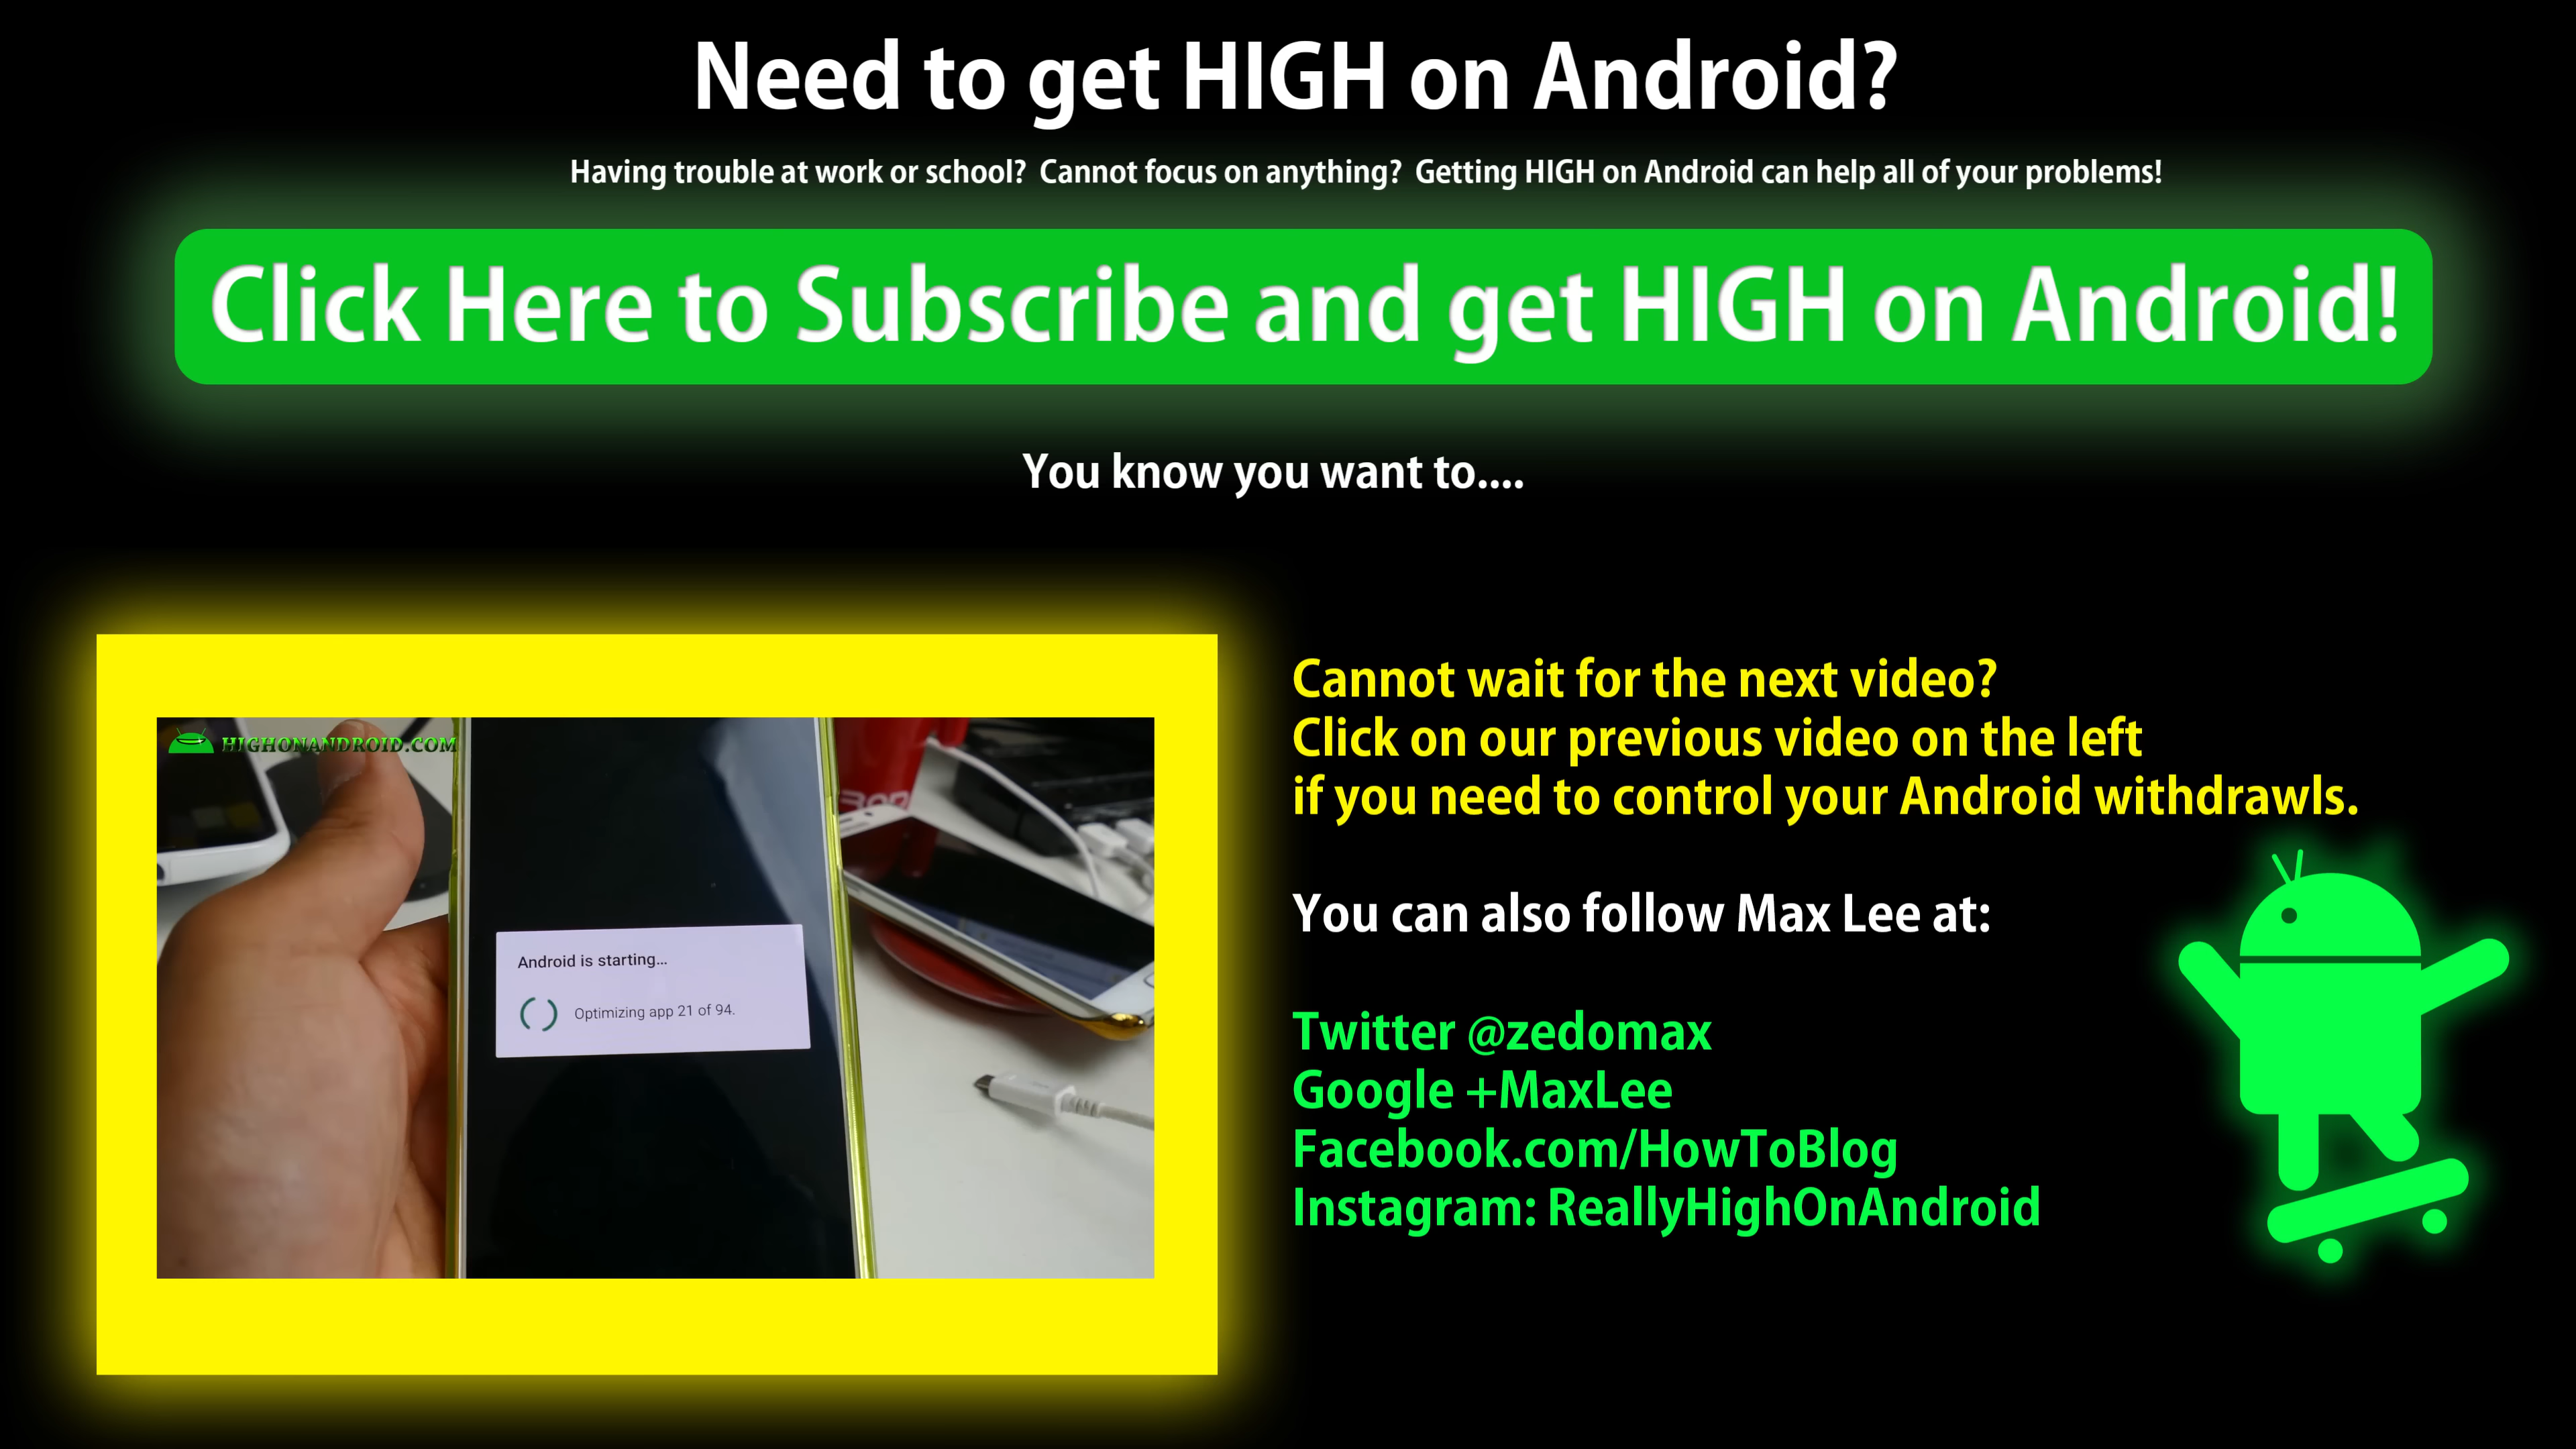 Need to get HIGH on Android?
Having trouble at work or school? Cannot focus on anything? Getting HIGH on Android can help all of your problems!
Click Here to Subscribe and get HIGH on Android!
You know you want to....
HIGHONANDROID.COM
Android is starting...
Optimizing app 21 of 94.
Cannot wait for the next video?
Click on our previous video on the left
if you need to control your Android withdrawls.
You can also follow Max Lee at:
Twitter @zedomax
Google +MaxLee
Facebook.com/HowToBlog
Instagram: ReallyHighOnAndroid